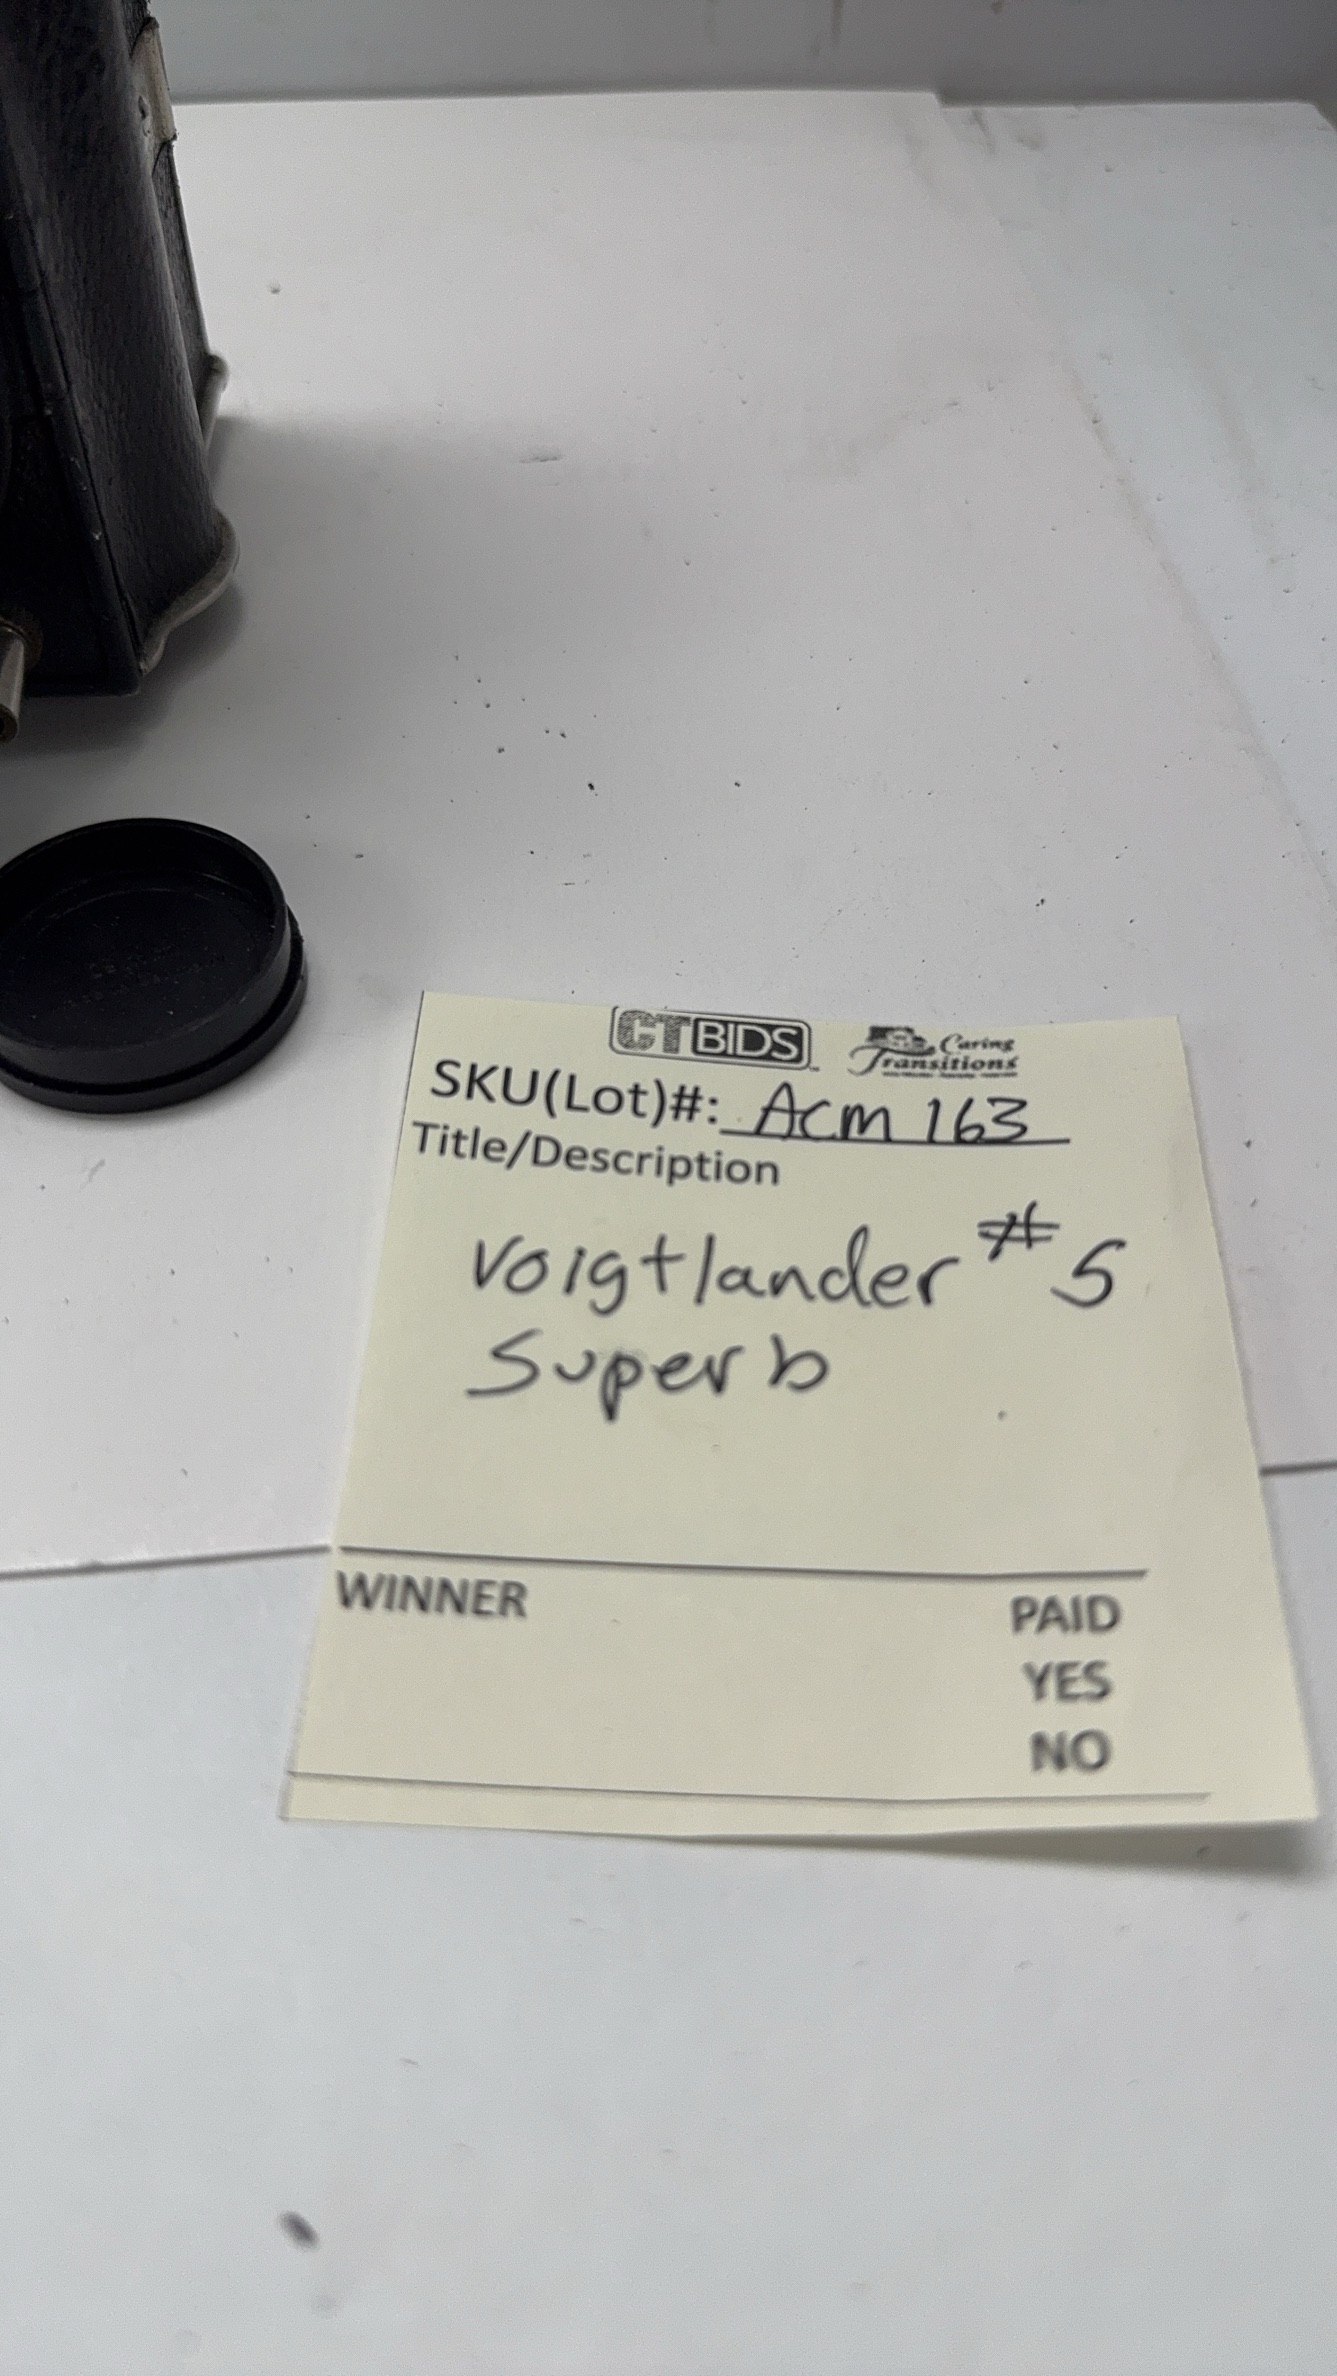 CTBIDS Caring Transitions
SKU(Lot)#: Acm 163
Title/Description
Voigtlander #5
Superb
WINNER PAID
YES
NO